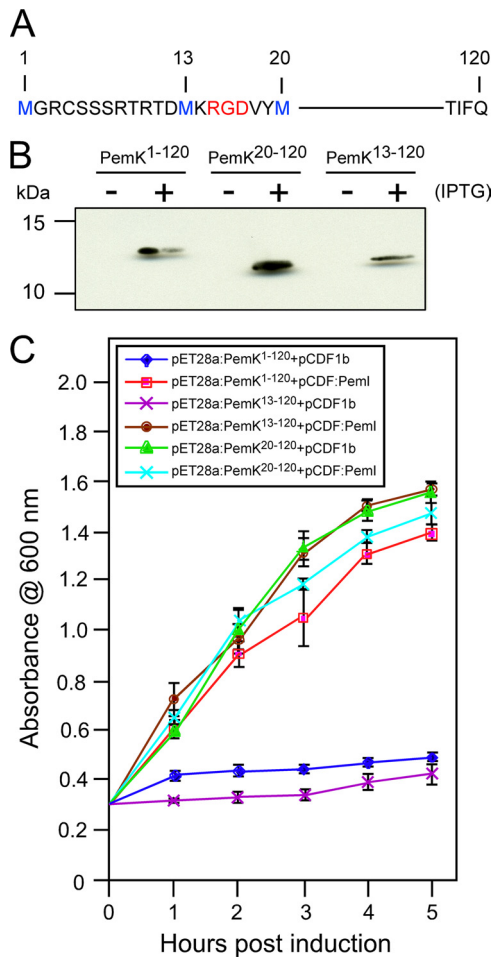 A
1 13 20 120
MGRCSSSRTRTDMKRGDVYM TIFQ
B
PemK1-120 PemK20-120 PemK13-120
kDa - + - + - + (IPTG)
15
10
C
pET28a:PemK1-120+pCDF1b
pET28a:PemK1-120+pCDF:PemI
pET28a:PemK13-120+pCDF1b
pET28a:PemK13-120+pCDF:PemI
pET28a:PemK20-120+pCDF1b
pET28a:PemK20-120+pCDF:PemI
2.0
1.8
1.6
1.4
1.2
1.0
0.8
0.6
0.4
0.2
0
Absorbance @ 600 nm
0 1 2 3 4 5
Hours post induction